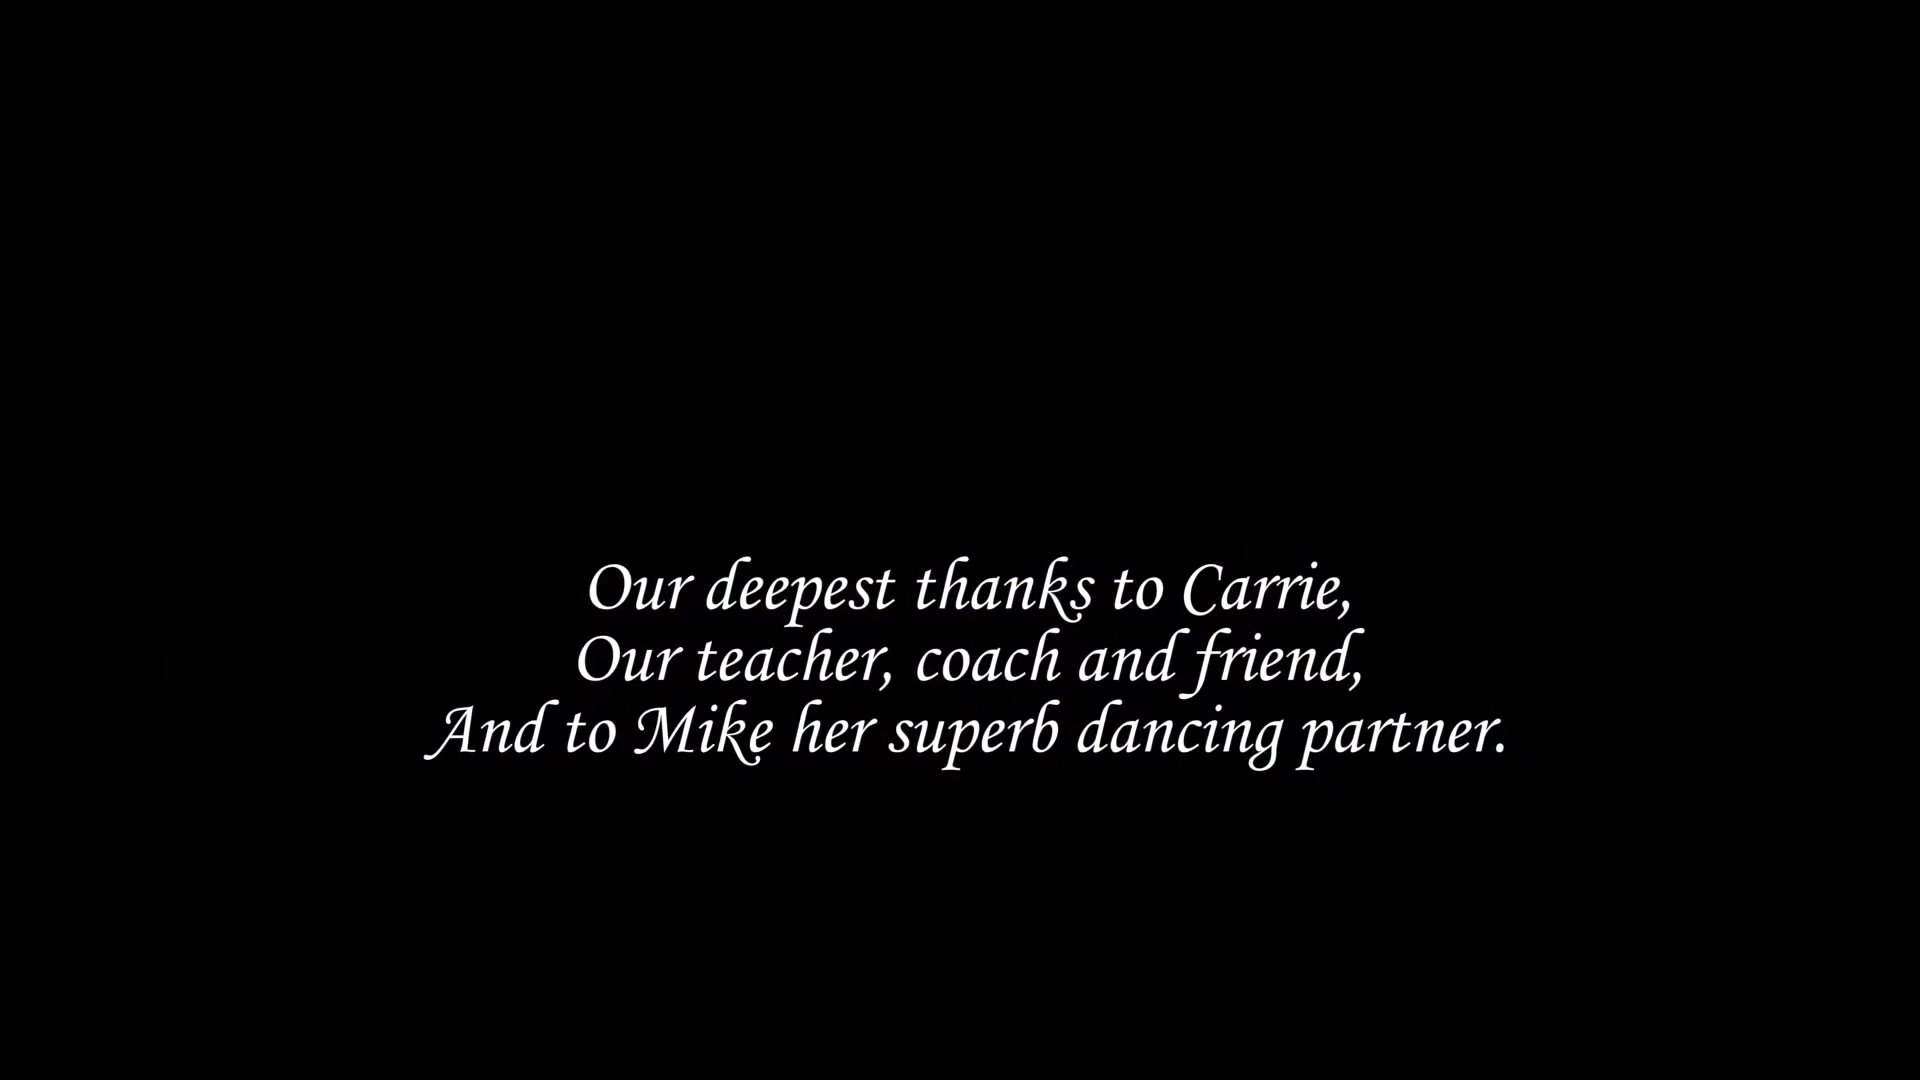 Our deepest thanks to Carrie,
Our teacher, coach and friend,
And to Mike her superb dancing partner.